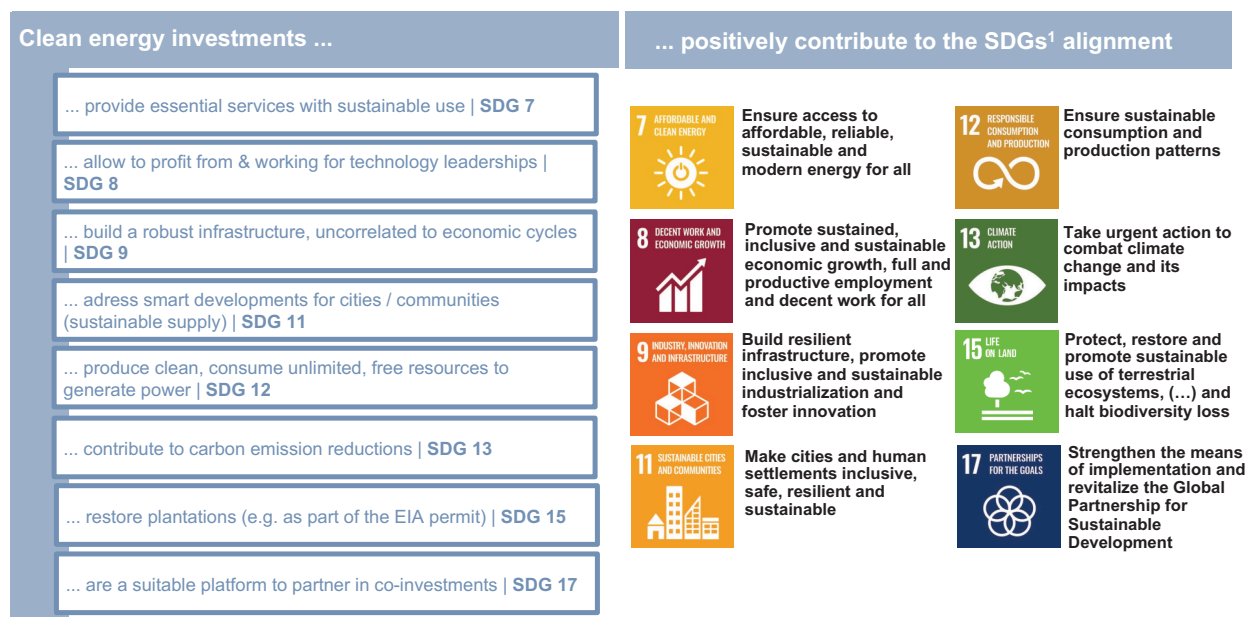 Clean energy investments ...
... provide essential services with sustainable use | SDG 7
... allow to profit from & working for technology leaderships |
SDG 8
... build a robust infrastructure, uncorrelated to economic cycles
| SDG 9
... adress smart developments for cities / communities
(sustainable supply) | SDG 11
... produce clean, consume unlimited, free resources to
generate power | SDG 12
... contribute to carbon emission reductions | SDG 13
... restore plantations (e.g. as part of the EIA permit) | SDG 15
... are a suitable platform to partner in co-investments | SDG 17
... positively contribute to the SDGs¹ alignment
7 AFFORDABLE AND
CLEAN ENERGY
Ensure access to
affordable, reliable,
sustainable and
modern energy for all
8 DECENT WORK AND
ECONOMIC GROWTH
Promote sustained,
inclusive and sustainable
economic growth, full and
productive employment
and decent work for all
9 INDUSTRY, INNOVATION
AND INFRASTRUCTURE
Build resilient
infrastructure, promote
inclusive and sustainable
industrialization and
foster innovation
11 SUSTAINABLE CITIES
AND COMMUNITIES
Make cities and human
settlements inclusive,
safe, resilient and
sustainable
12 RESPONSIBLE
CONSUMPTION
AND PRODUCTION
Ensure sustainable
consumption and
production patterns
13 CLIMATE
ACTION
Take urgent action to
combat climate
change and its
impacts
15 LIFE
ON LAND
Protect, restore and
promote sustainable
use of terrestrial
ecosystems, (...) and
halt biodiversity loss
17 PARTNERSHIPS
FOR THE GOALS
Strengthen the means
of implementation and
revitalize the Global
Partnership for
Sustainable
Development